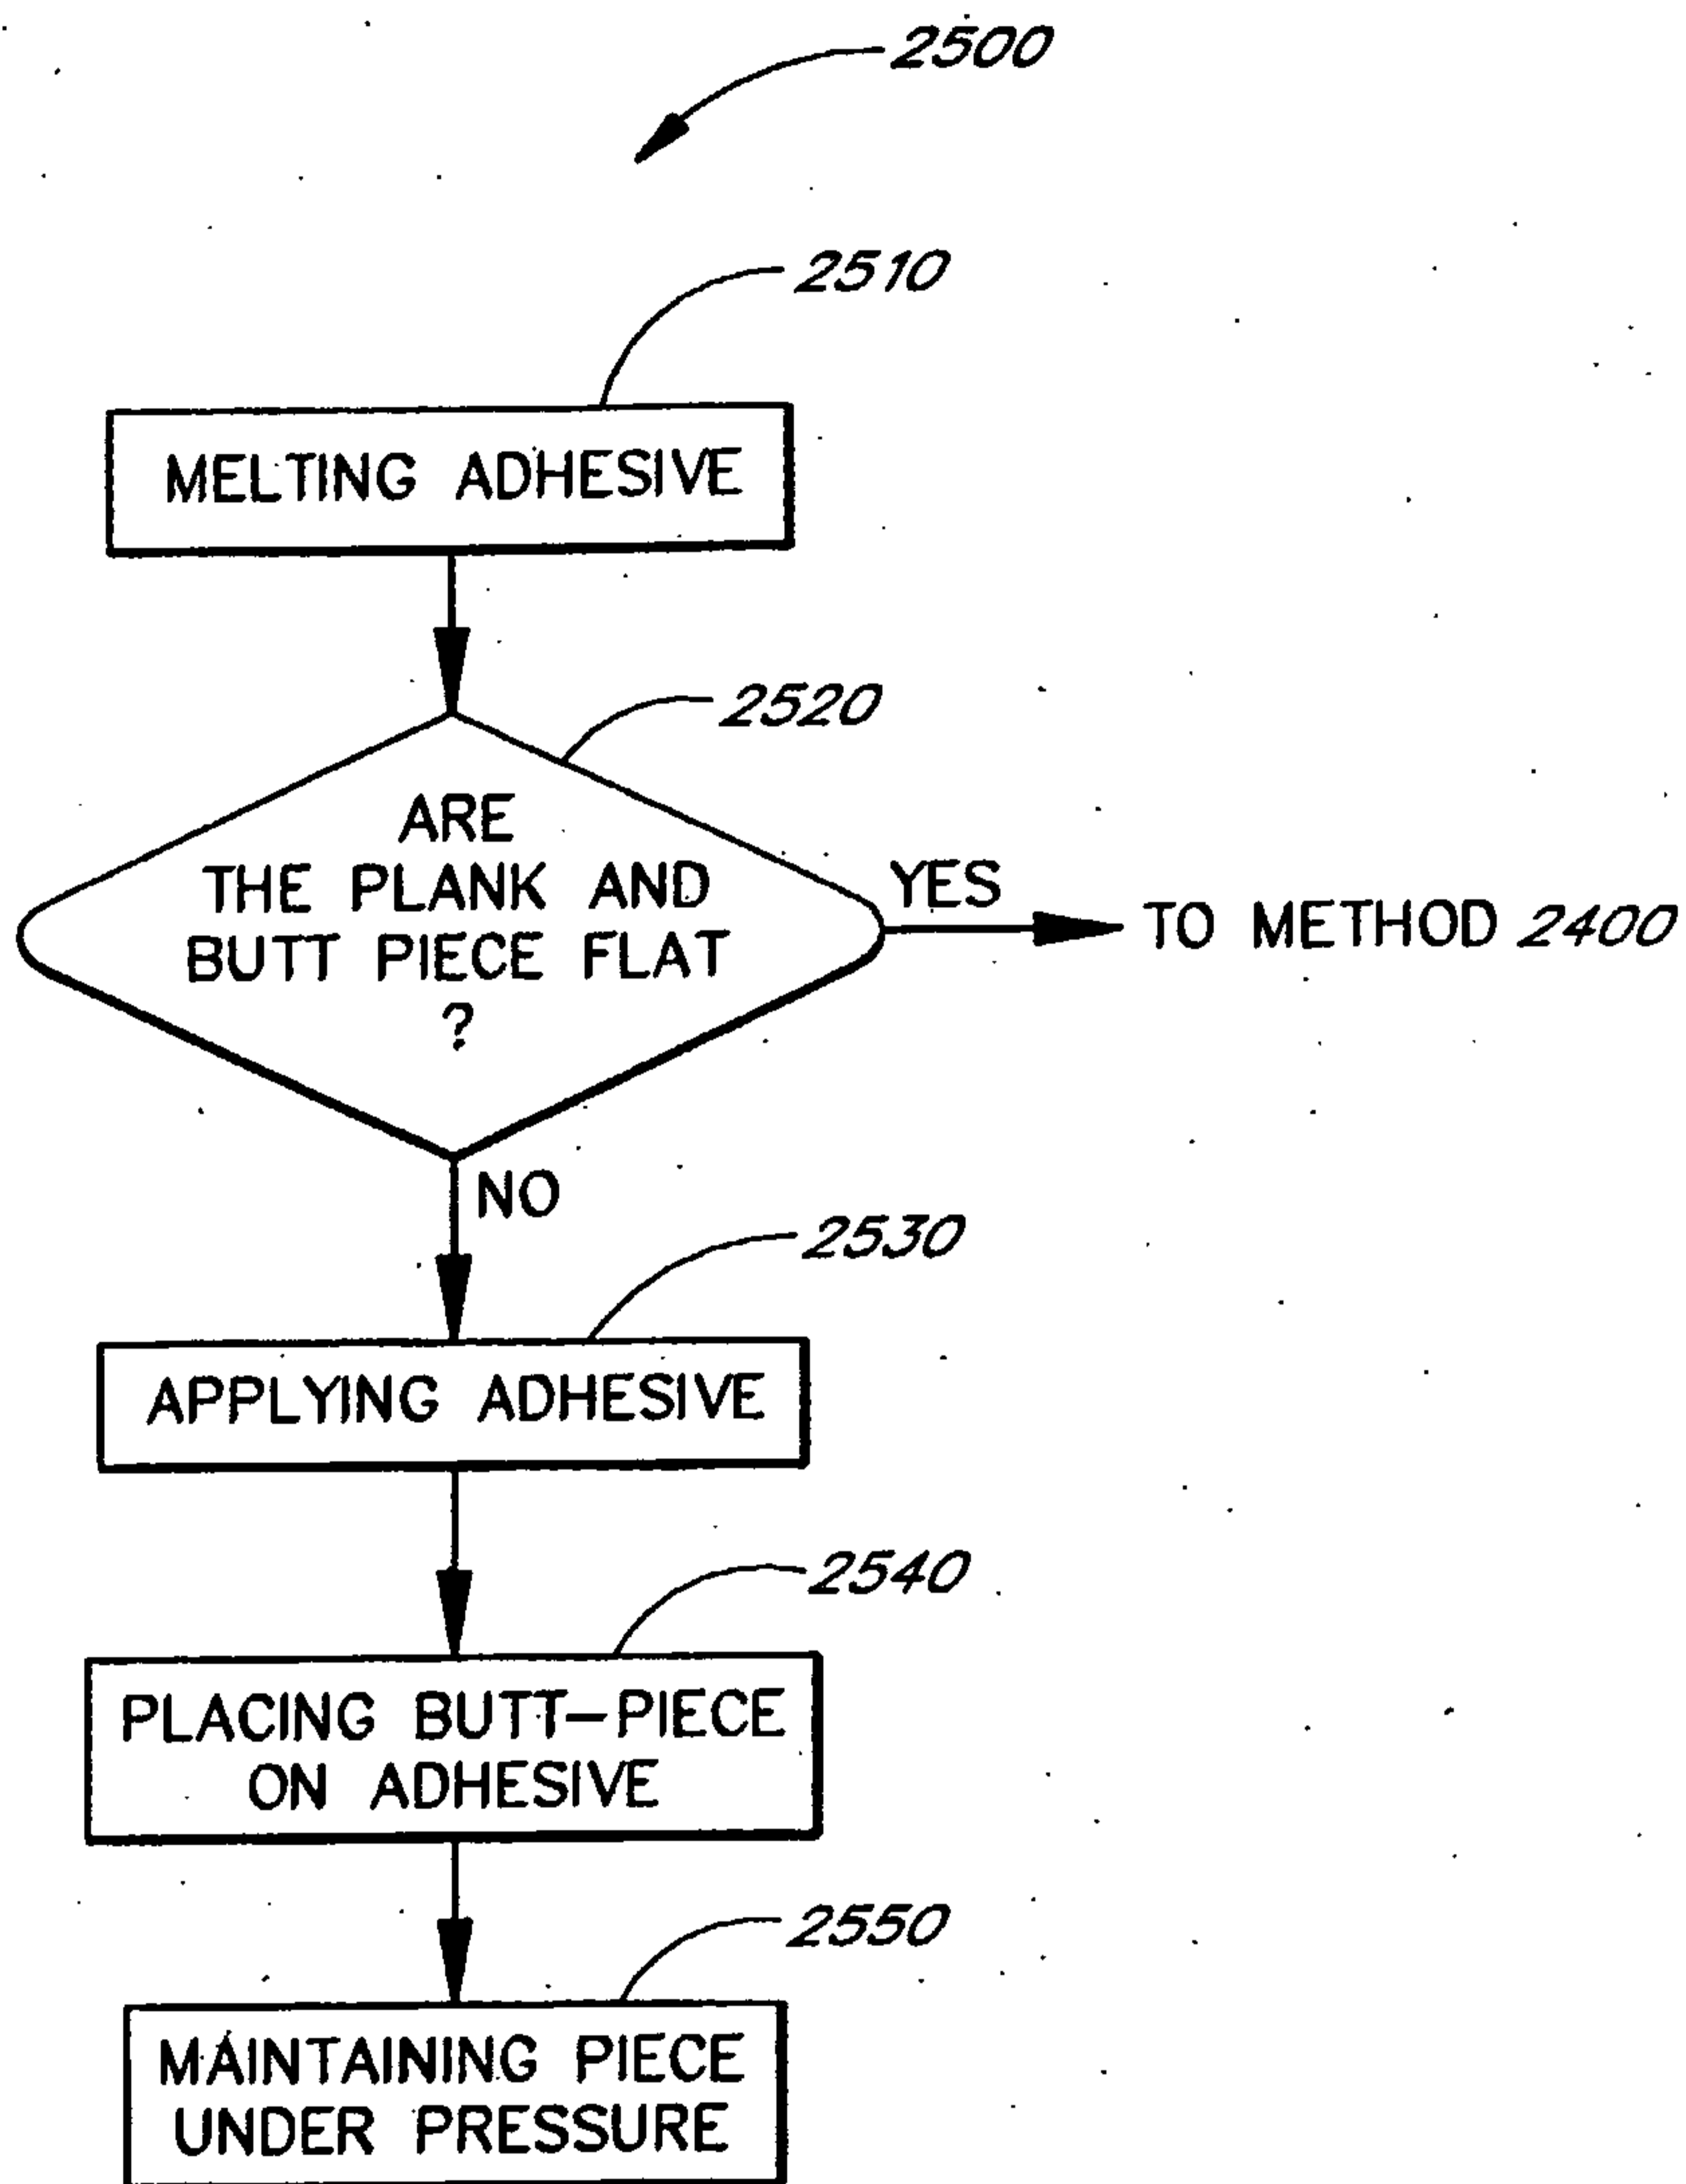 2500
2510
MELTING ADHESIVE
2520
ARE
THE PLANK AND
BUTT PIECE FLAT
?
YES
TO METHOD 2400
NO
2530
APPLYING ADHESIVE
2540
PLACING BUTT-PIECE
ON ADHESIVE
2550
MAINTAINING PIECE
UNDER PRESSURE